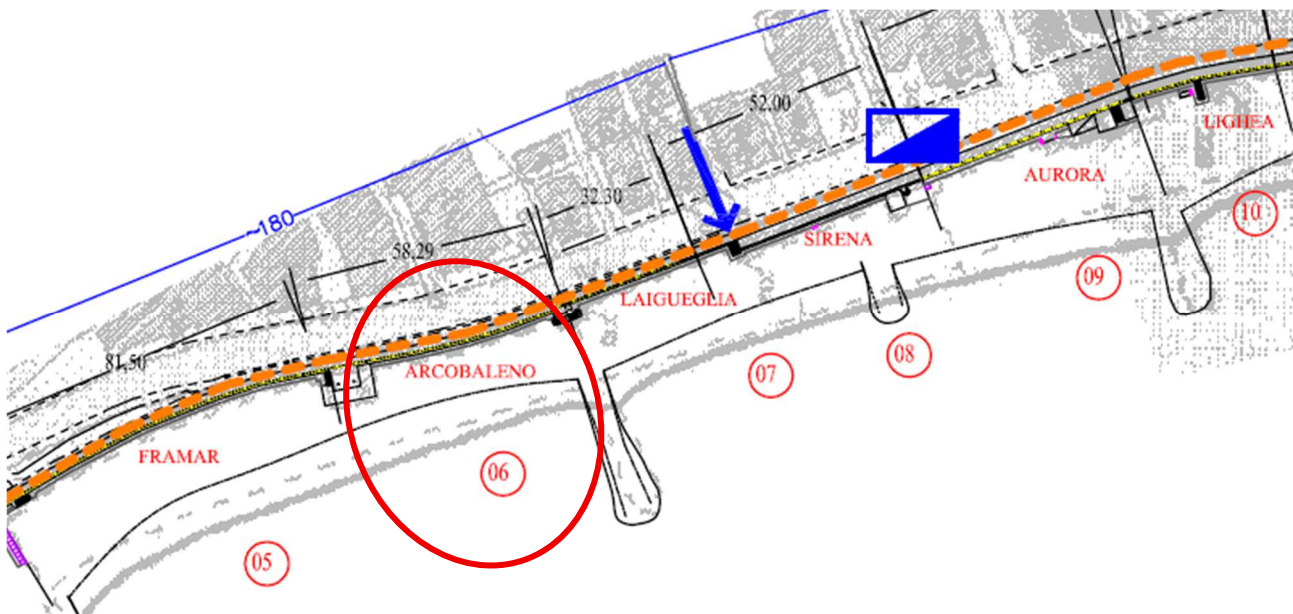 52.00
~180
32.30
58.29
81.50
LIGHEA
AURORA
SIRENA
LAIGUEGLIA
ARCOBALENO
FRAMAR
10
09
08
07
06
05